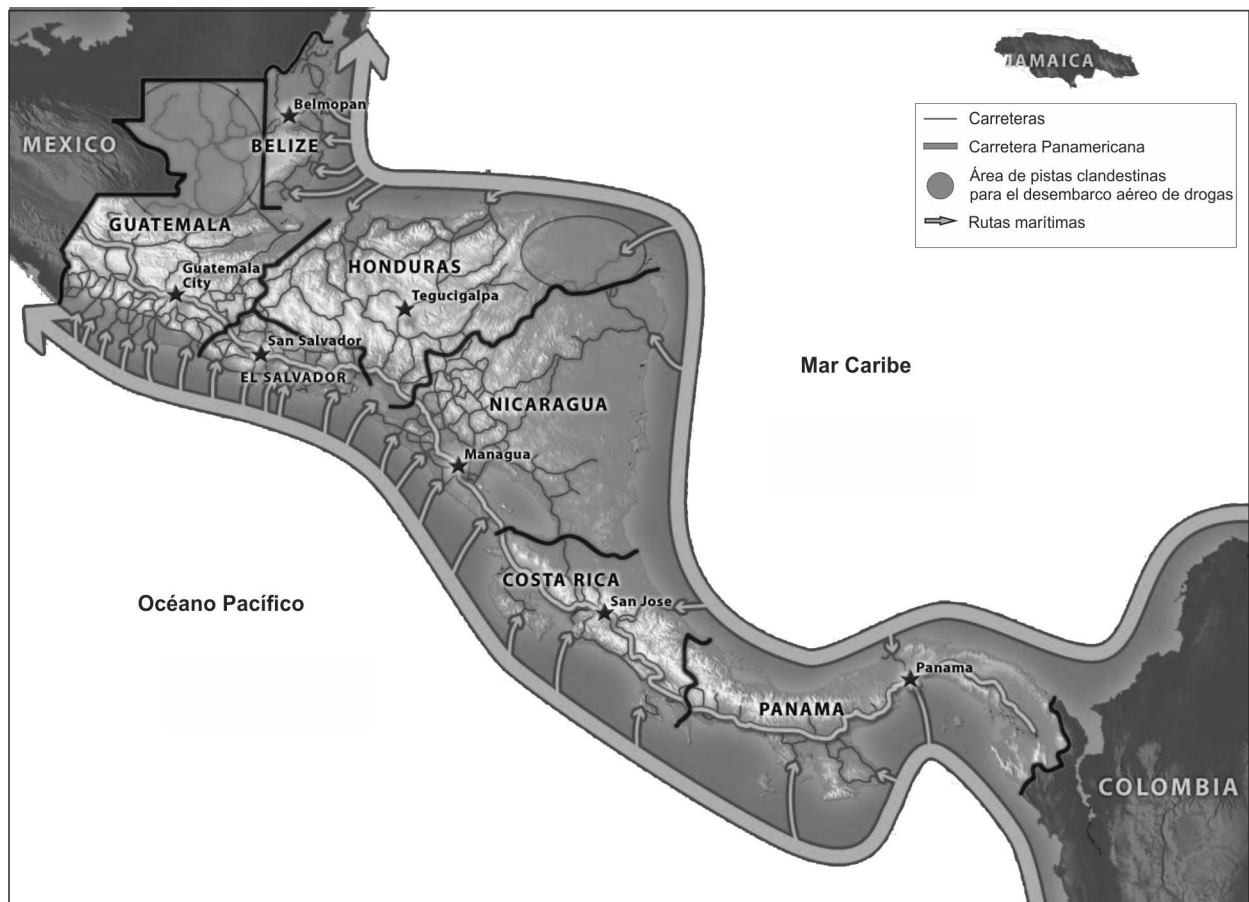 JAMAICA
Carreteras
Carretera Panamericana
Área de pistas clandestinas
para el desembarco aéreo de drogas
Rutas marítimas
Belmopan
MEXICO
BELIZE
GUATEMALA
Guatemala
City
HONDURAS
Tegucigalpa
San Salvador
EL SALVADOR
Mar Caribe
NICARAGUA
Managua
Océano Pacífico
COSTA RICA
San Jose
Panama
PANAMA
COLOMBIA